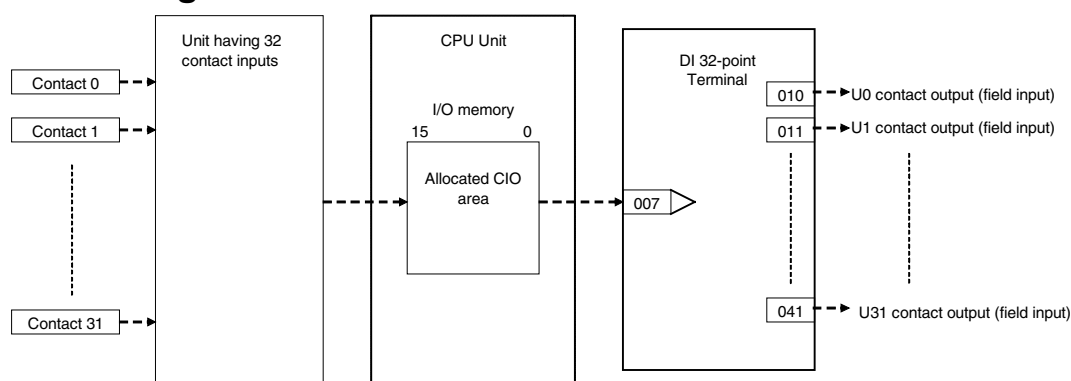 Unit having 32
contact inputs
CPU Unit
DI 32-point
Terminal
Contact 0
010
U0 contact output (field input)
I/O memory
Contact 1
15 0
011
U1 contact output (field input)
Allocated CIO
area
007
Contact 31
041
U31 contact output (field input)